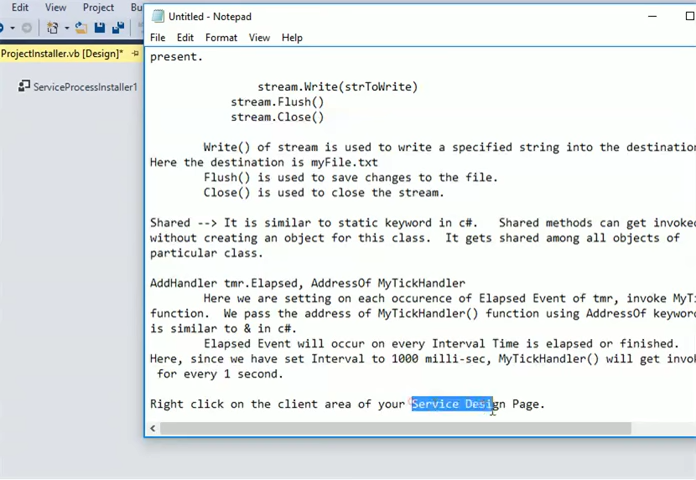 Edit View Project
Untitled - Notepad
File Edit Format View Help
ProjectInstaller.vb [Design]*
ServiceProcessInstaller1
present.
stream.Write(strToWrite)
stream.Flush()
stream.Close()
Write() of stream is used to write a specified string into the destination
Here the destination is myFile.txt
Flush() is used to save changes to the file.
Close() is used to close the stream.
Shared --> It is similar to static keyword in c#. Shared methods can get invoked
without creating an object for this class. It gets shared among all objects of
particular class.
AddHandler tmr.Elapsed, AddressOf MyTickHandler
Here we are setting on each occurence of Elapsed Event of tmr, invoke MyTi
function. We pass the address of MyTickHandler() function using AddressOf keyword
is similar to & in c#.
Elapsed Event will occur on every Interval Time is elapsed or finished.
Here, since we have set Interval to 1000 milli-sec, MyTickHandler() will get invo
for every 1 second.
Right click on the client area of your Service Design Page.